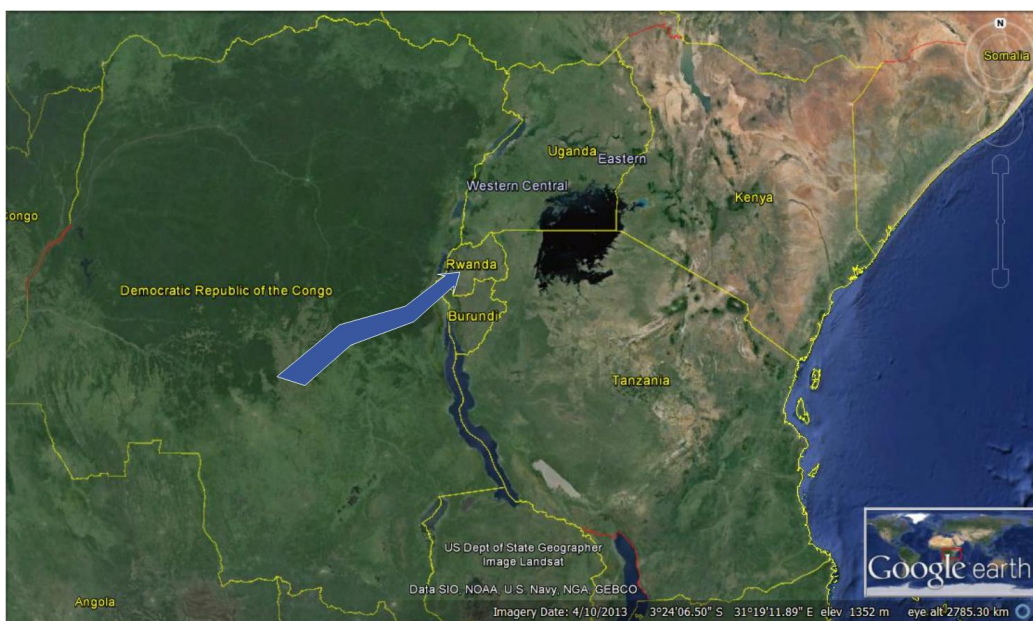 N
Somalia
Uganda
Eastern
Western Central
Kenya
Congo
Rwanda
Democratic Republic of the Congo
Burundi
Tanzania
US Dept of State Geographer
Image Landsat
Data SIO, NOAA, U.S. Navy, NGA, GEBCO
Angola
Google earth
Imagery Date: 4/10/2013 3°24'06.50" S 31°19'11.89" E elev 1352 m eye alt 2785.30 km